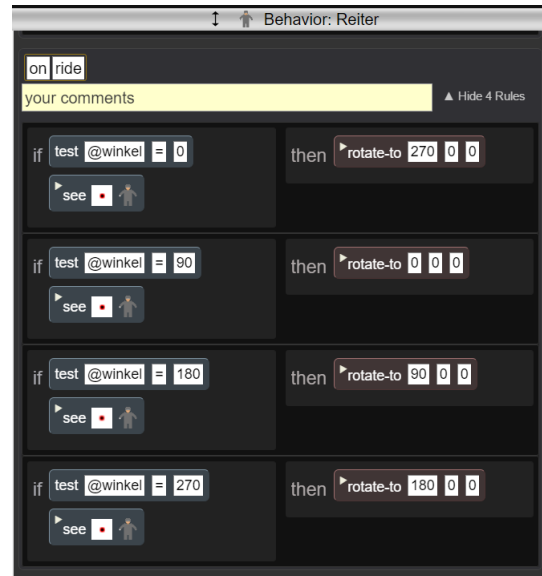 Behavior: Reiter
on ride
your comments
▲ Hide 4 Rules
if test @winkel = 0 then rotate-to 270 0 0
see
if test @winkel = 90 then rotate-to 0 0 0
see
if test @winkel = 180 then rotate-to 90 0 0
see
if test @winkel = 270 then rotate-to 180 0 0
see